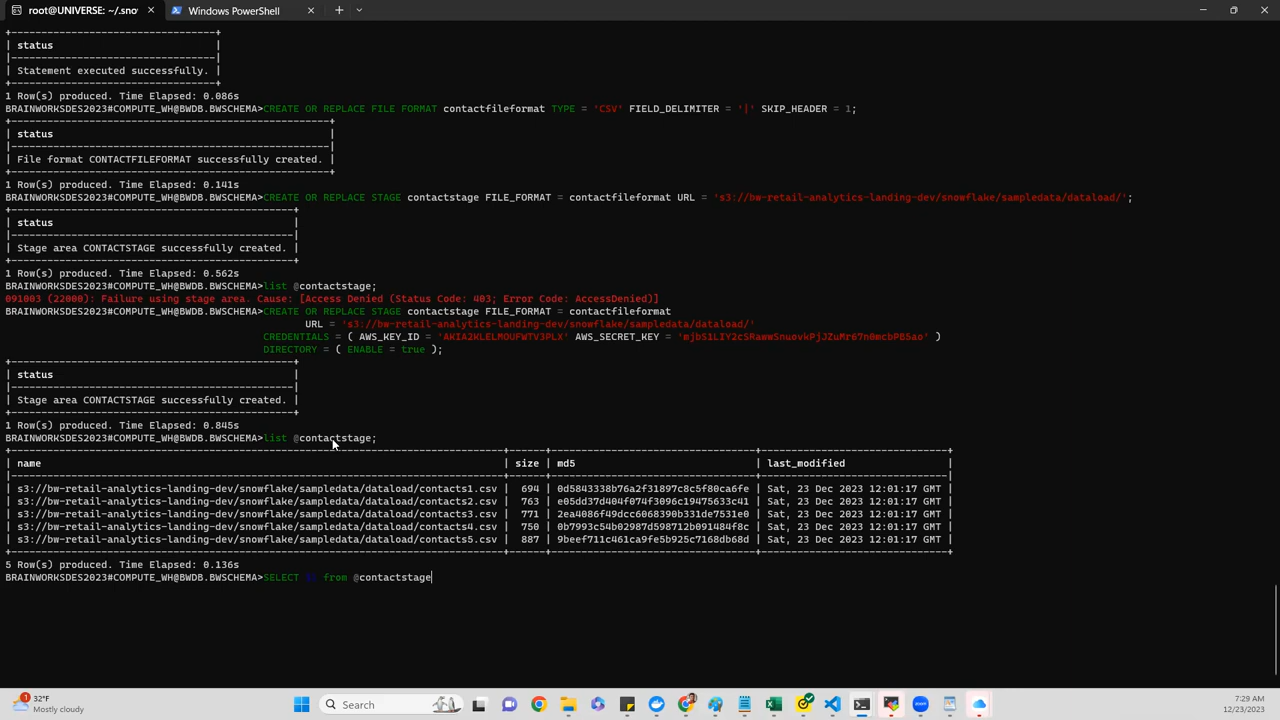 root@UNIVERSE: ~/.sno
Windows PowerShell
status
Statement executed successfully.
1 Row(s) produced. Time Elapsed: 0.086s
BRAINWORKSDES2023#COMPUTE_WH@BWDB.BWSCHEMA>CREATE OR REPLACE FILE FORMAT contactfileformat TYPE = 'CSV' FIELD_DELIMITER = '|' SKIP_HEADER = 1;
status
File format CONTACTFILEFORMAT successfully created.
1 Row(s) produced. Time Elapsed: 0.141s
BRAINWORKSDES2023#COMPUTE_WH@BWDB.BWSCHEMA>CREATE OR REPLACE STAGE contactstage FILE_FORMAT = contactfileformat URL = 's3://bw-retail-analytics-landing-dev/snowflake/sampledata/dataload/';
status
Stage area CONTACTSTAGE successfully created.
1 Row(s) produced. Time Elapsed: 0.562s
BRAINWORKSDES2023#COMPUTE_WH@BWDB.BWSCHEMA>list @contactstage;
091003 (22000): Failure using stage area. Cause: [Access Denied (Status Code: 403; Error Code: AccessDenied)]
BRAINWORKSDES2023#COMPUTE_WH@BWDB.BWSCHEMA>CREATE OR REPLACE STAGE contactstage FILE_FORMAT = contactfileformat
URL = 's3://bw-retail-analytics-landing-dev/snowflake/sampledata/dataload/'
CREDENTIALS = ( AWS_KEY_ID = AWS_SECRET_KEY = )
DIRECTORY = ( ENABLE = true );
status
Stage area CONTACTSTAGE successfully created.
1 Row(s) produced. Time Elapsed: 0.845s
BRAINWORKSDES2023#COMPUTE_WH@BWDB.BWSCHEMA>list @contactstage;
name | size | md5 | last_modified
s3://bw-retail-analytics-landing-dev/snowflake/sampledata/dataload/contacts1.csv | 694 | 0d5843338b76a2f31897c8c5f80ca6fe | Sat, 23 Dec 2023 12:01:17 GMT
s3://bw-retail-analytics-landing-dev/snowflake/sampledata/dataload/contacts2.csv | 763 | e05dd37d404f074f3096c19475633c41 | Sat, 23 Dec 2023 12:01:17 GMT
s3://bw-retail-analytics-landing-dev/snowflake/sampledata/dataload/contacts3.csv | 771 | 2ea4086f49dcc6068390b331de7531e0 | Sat, 23 Dec 2023 12:01:17 GMT
s3://bw-retail-analytics-landing-dev/snowflake/sampledata/dataload/contacts4.csv | 750 | 0b7993c54b02987d598712b091484f8c | Sat, 23 Dec 2023 12:01:17 GMT
s3://bw-retail-analytics-landing-dev/snowflake/sampledata/dataload/contacts5.csv | 887 | 9beef711c461ca9fe5b925c7168db68d | Sat, 23 Dec 2023 12:01:17 GMT
5 Row(s) produced. Time Elapsed: 0.136s
BRAINWORKSDES2023#COMPUTE_WH@BWDB.BWSCHEMA>SELECT from @contactstage
32°F
Mostly cloudy
Search
7:29 AM
12/23/2023